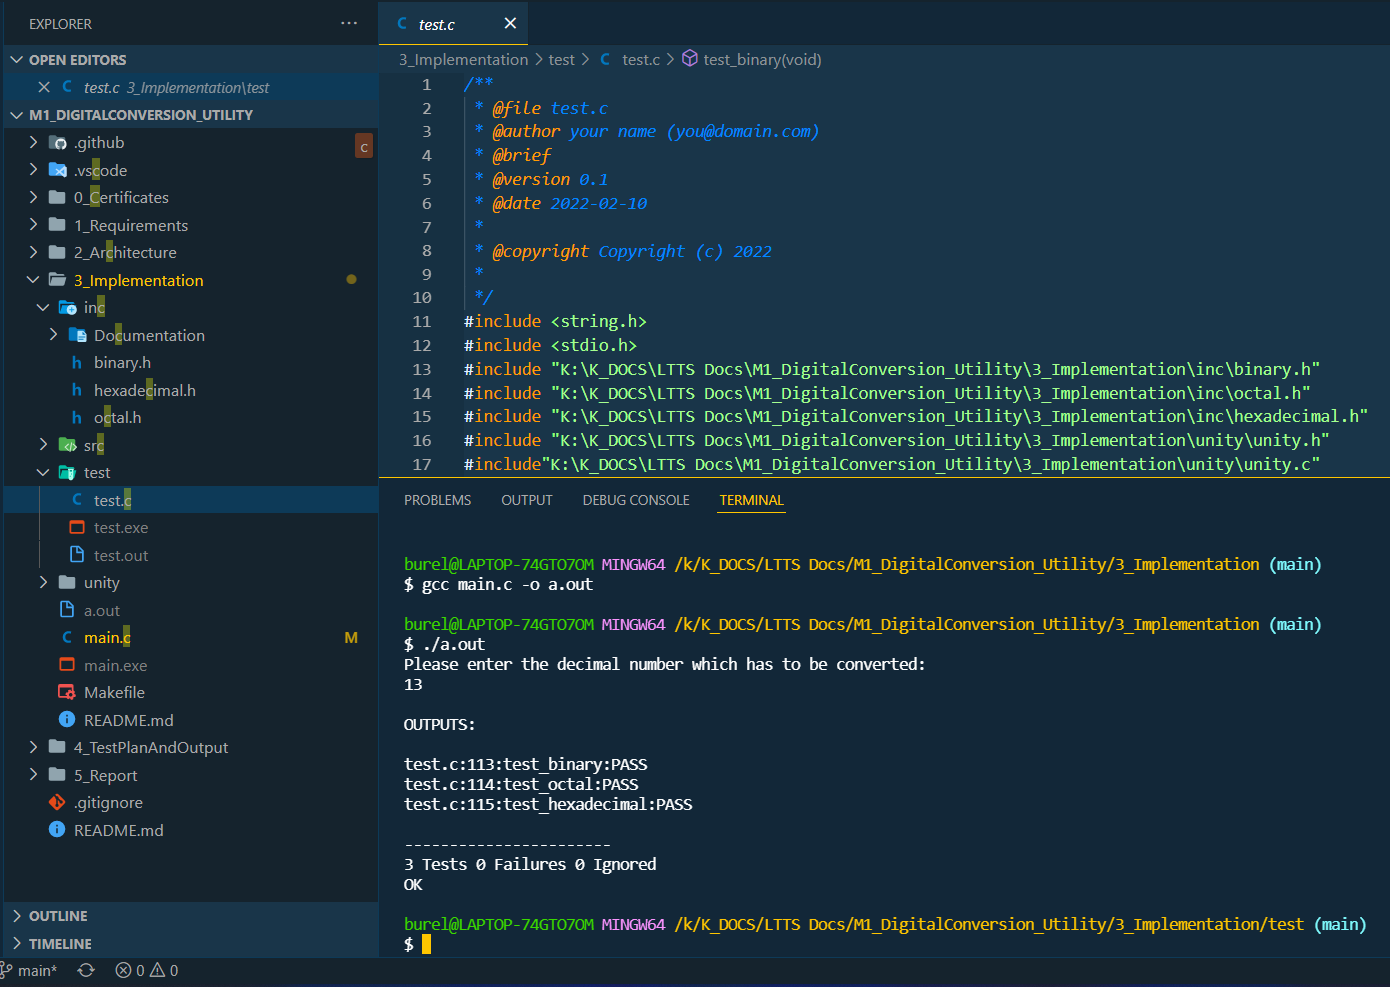 EXPLORER
OPEN EDITORS
test.c 3_Implementation\test
M1_DIGITALCONVERSION_UTILITY
.github
c
.vscode
0_Certificates
1_Requirements
2_Architecture
3_Implementation
inc
Documentation
binary.h
hexadecimal.h
octal.h
src
test
test.c
test.exe
test.out
unity
a.out
main.c M
main.exe
Makefile
README.md
4_TestPlanAndOutput
5_Report
.gitignore
README.md
OUTLINE
TIMELINE
test.c
3_Implementation > test > C test.c > test_binary(void)
1 /**
2 * @file test.c
3 * @author your name (you@domain.com)
4 * @brief
5 * @version 0.1
6 * @date 2022-02-10
7 *
8 * @copyright Copyright (c) 2022
9 *
10 */
11 #include <string.h>
12 #include <stdio.h>
13 #include "K:\K_DOCS\LTTS Docs\M1_DigitalConversion_Utility\3_Implementation\inc\binary.h"
14 #include "K:\K_DOCS\LTTS Docs\M1_DigitalConversion_Utility\3_Implementation\inc\octal.h"
15 #include "K:\K_DOCS\LTTS Docs\M1_DigitalConversion_Utility\3_Implementation\inc\hexadecimal.h"
16 #include "K:\K_DOCS\LTTS Docs\M1_DigitalConversion_Utility\3_Implementation\unity\unity.h"
17 #include"K:\K_DOCS\LTTS Docs\M1_DigitalConversion_Utility\3_Implementation\unity\unity.c"
PROBLEMS OUTPUT DEBUG CONSOLE TERMINAL
burel@LAPTOP-74GTO7OM MINGW64 /k/K_DOCS/LTTS Docs/M1_DigitalConversion_Utility/3_Implementation (main)
$ gcc main.c -o a.out
burel@LAPTOP-74GTO7OM MINGW64 /k/K_DOCS/LTTS Docs/M1_DigitalConversion_Utility/3_Implementation (main)
$ ./a.out
Please enter the decimal number which has to be converted:
13
OUTPUTS:
test.c:113:test_binary:PASS
test.c:114:test_octal:PASS
test.c:115:test_hexadecimal:PASS
-----------------------
3 Tests 0 Failures 0 Ignored
OK
burel@LAPTOP-74GTO7OM MINGW64 /k/K_DOCS/LTTS Docs/M1_DigitalConversion_Utility/3_Implementation/test (main)
$
main* 0 0